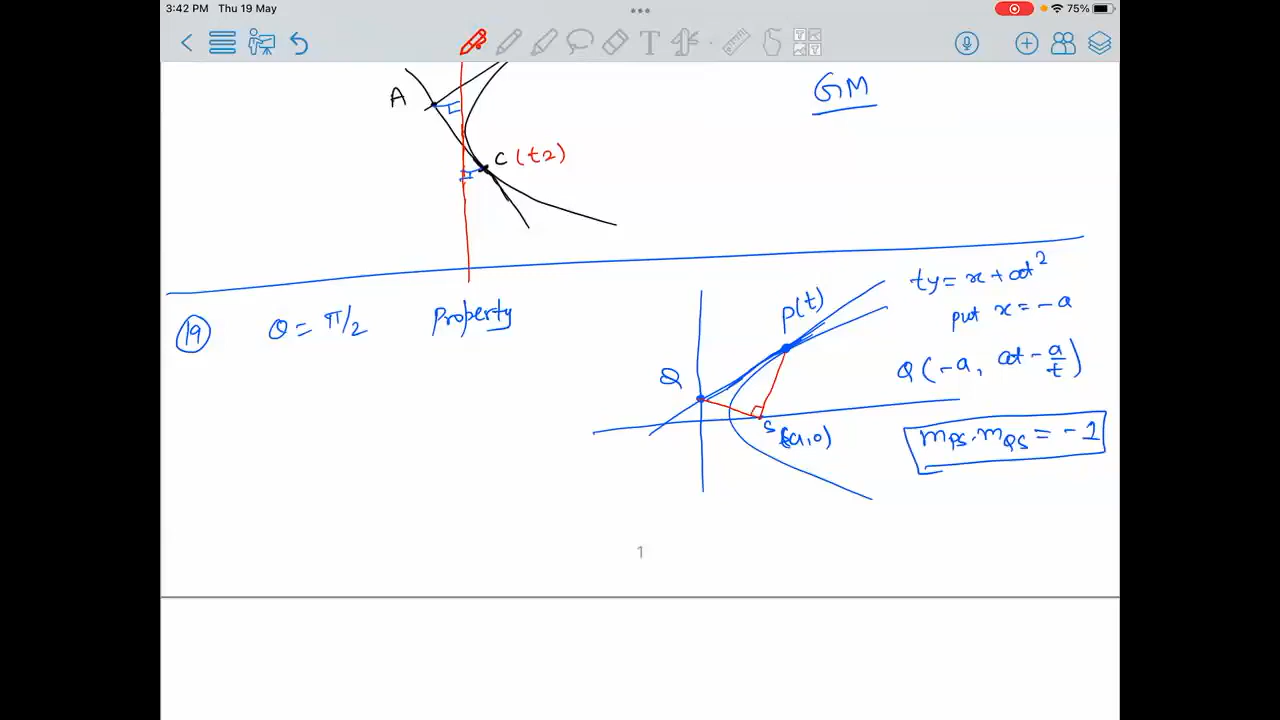 3:42 PM Thu 19 May
75%
GM
A
C (t2)
19 θ = π/2 Property
P(t)
ty = x + at²
put x = -a
Q
Q (-a, at - a/t)
S (a, 0)
mPS . mQS = -1
1